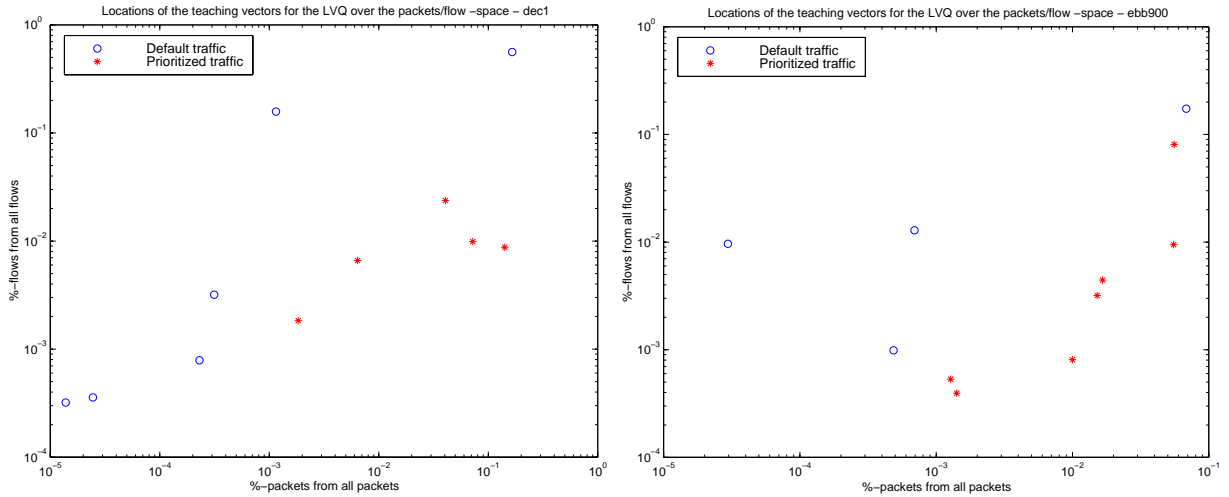 Locations of the teaching vectors for the LVQ over the packets/flow −space − dec1
Default traffic
Prioritized traffic
10^0
10^−1
10^−2
10^−3
10^−4
%−flows from all flows
10^−5
10^−4
10^−3
10^−2
10^−1
10^0
%−packets from all packets
Locations of the teaching vectors for the LVQ over the packets/flow −space − ebb900
Default traffic
Prioritized traffic
10^0
10^−1
10^−2
10^−3
10^−4
%−flows from all flows
10^−5
10^−4
10^−3
10^−2
10^−1
%−packets from all packets